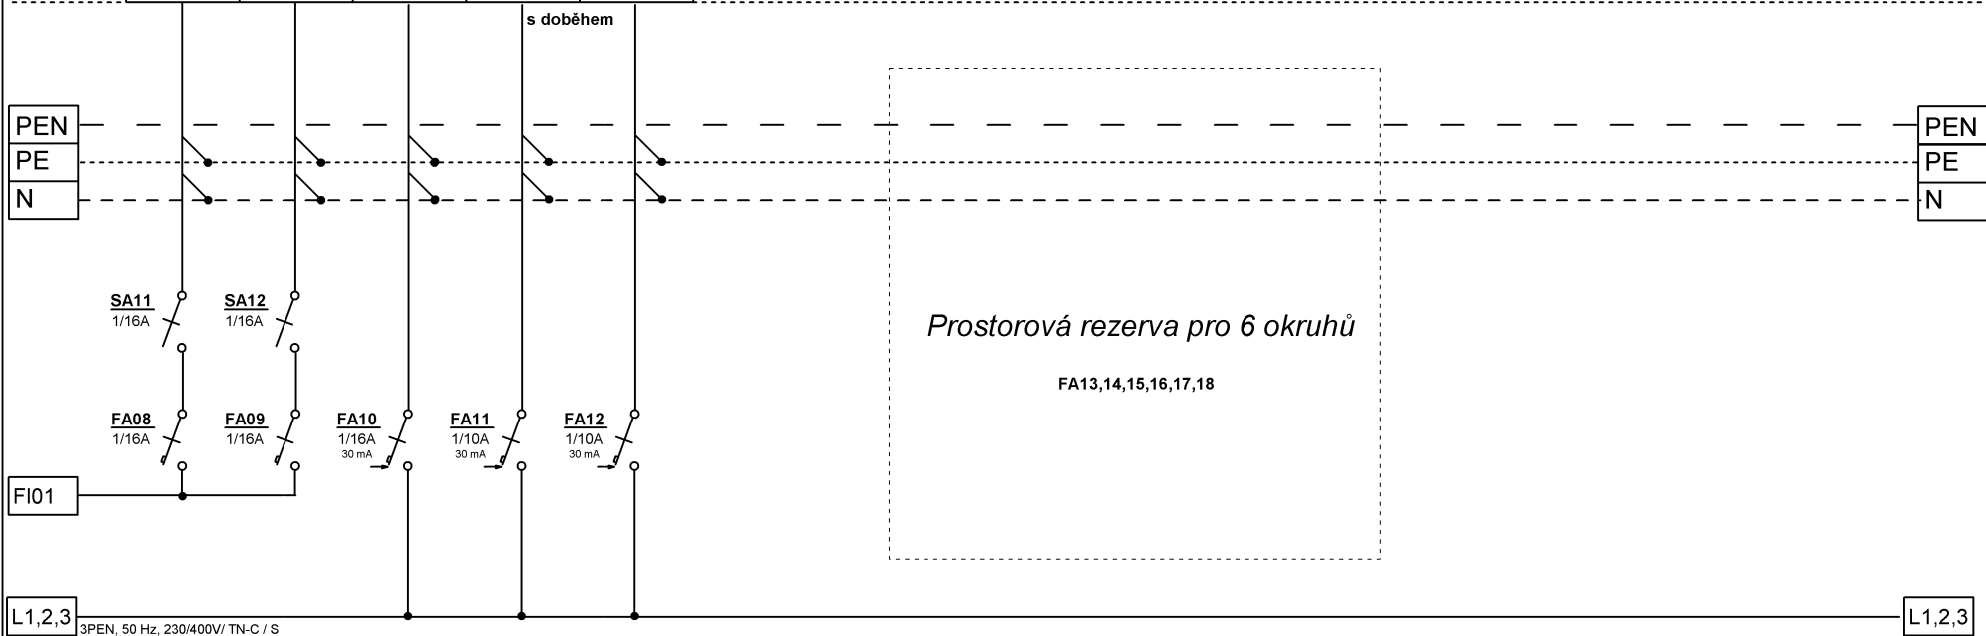 s doběhem
PEN
PE
N
PEN
PE
N
SA11
1/16A
SA12
1/16A
Prostorová rezerva pro 6 okruhů
FA13,14,15,16,17,18
FA08
1/16A
FA09
1/16A
FA10
1/16A
30 mA
FA11
1/10A
30 mA
FA12
1/10A
30 mA
FI01
L1,2,3
3PEN, 50 Hz, 230/400V/ TN-C / S
L1,2,3